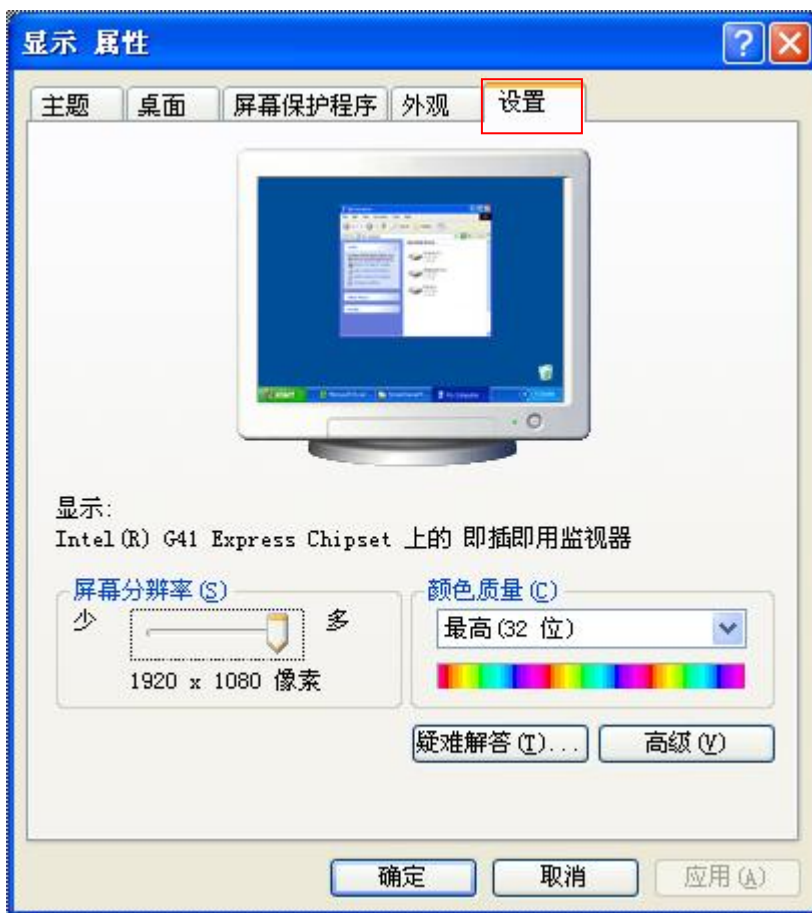 显示 属性
主题 桌面 屏幕保护程序 外观 设置
显示:
Intel(R) G41 Express Chipset 上的 即插即用监视器
屏幕分辨率(S) 颜色质量(C)
少 多 最高(32 位)
1920 x 1080 像素
疑难解答(T)... 高级(V)
确定 取消 应用(A)